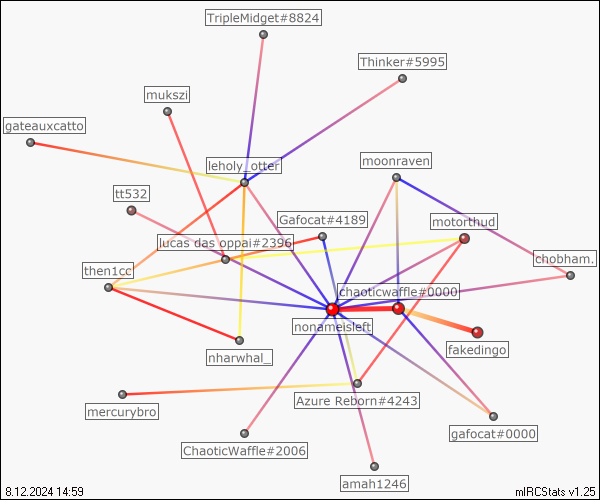 TripleMidget#8824
Thinker#5995
mukszi
gateauxcatto
moonraven
leholy_otter
tt532
Gafocat#4189
motorthud
lucas das oppai#2396
chobham.
then1cc
chaoticwaffle#0000
nonameisleft
fakedingo
nharwhal_
Azure Reborn#4243
mercurybro
gafocat#0000
ChaoticWaffle#2006
amah1246
8.12.2024 14:59
mIRCStats v1.25